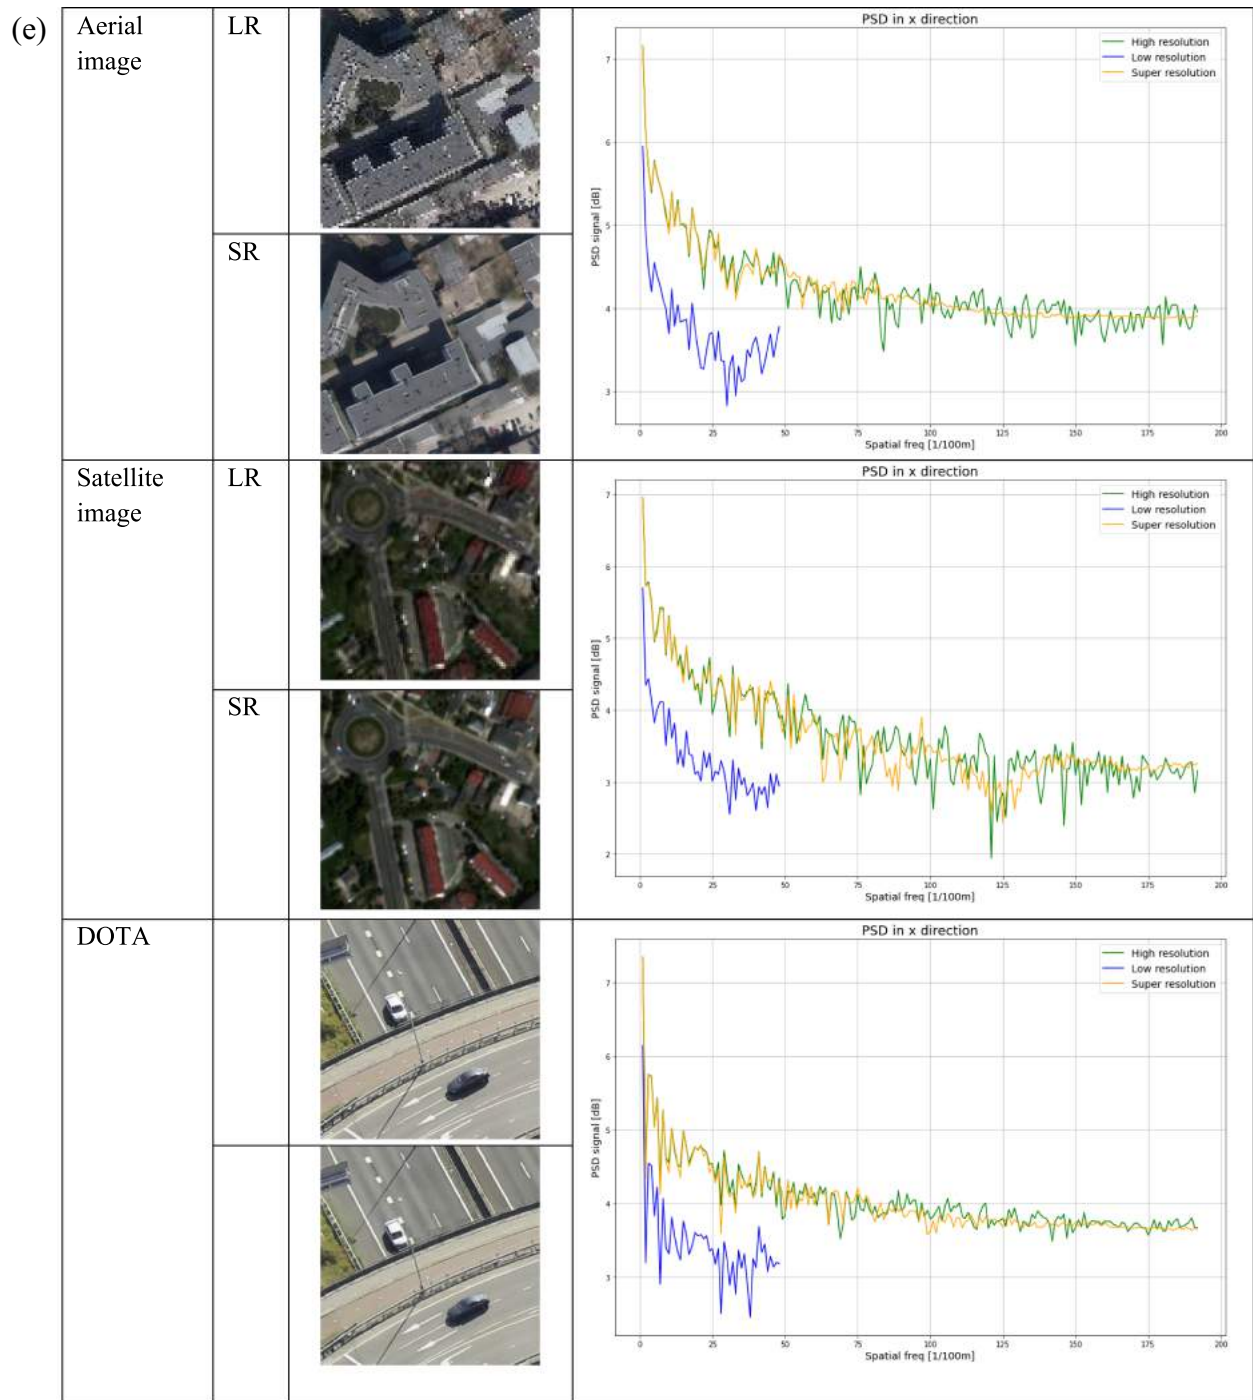 (e)
Aerial
image
LR
SR
PSD in x direction
High resolution
Low resolution
Super resolution
PSD signal [dB]
7
6
5
4
3
0
25
50
75
100
125
150
175
200
Spatial freq [1/100m]
Satellite
image
LR
SR
PSD in x direction
High resolution
Low resolution
Super resolution
PSD signal [dB]
7
6
5
4
3
2
0
25
50
75
100
125
150
175
200
Spatial freq [1/100m]
DOTA
PSD in x direction
High resolution
Low resolution
Super resolution
PSD signal [dB]
7
6
5
4
3
0
25
50
75
100
125
150
175
200
Spatial freq [1/100m]